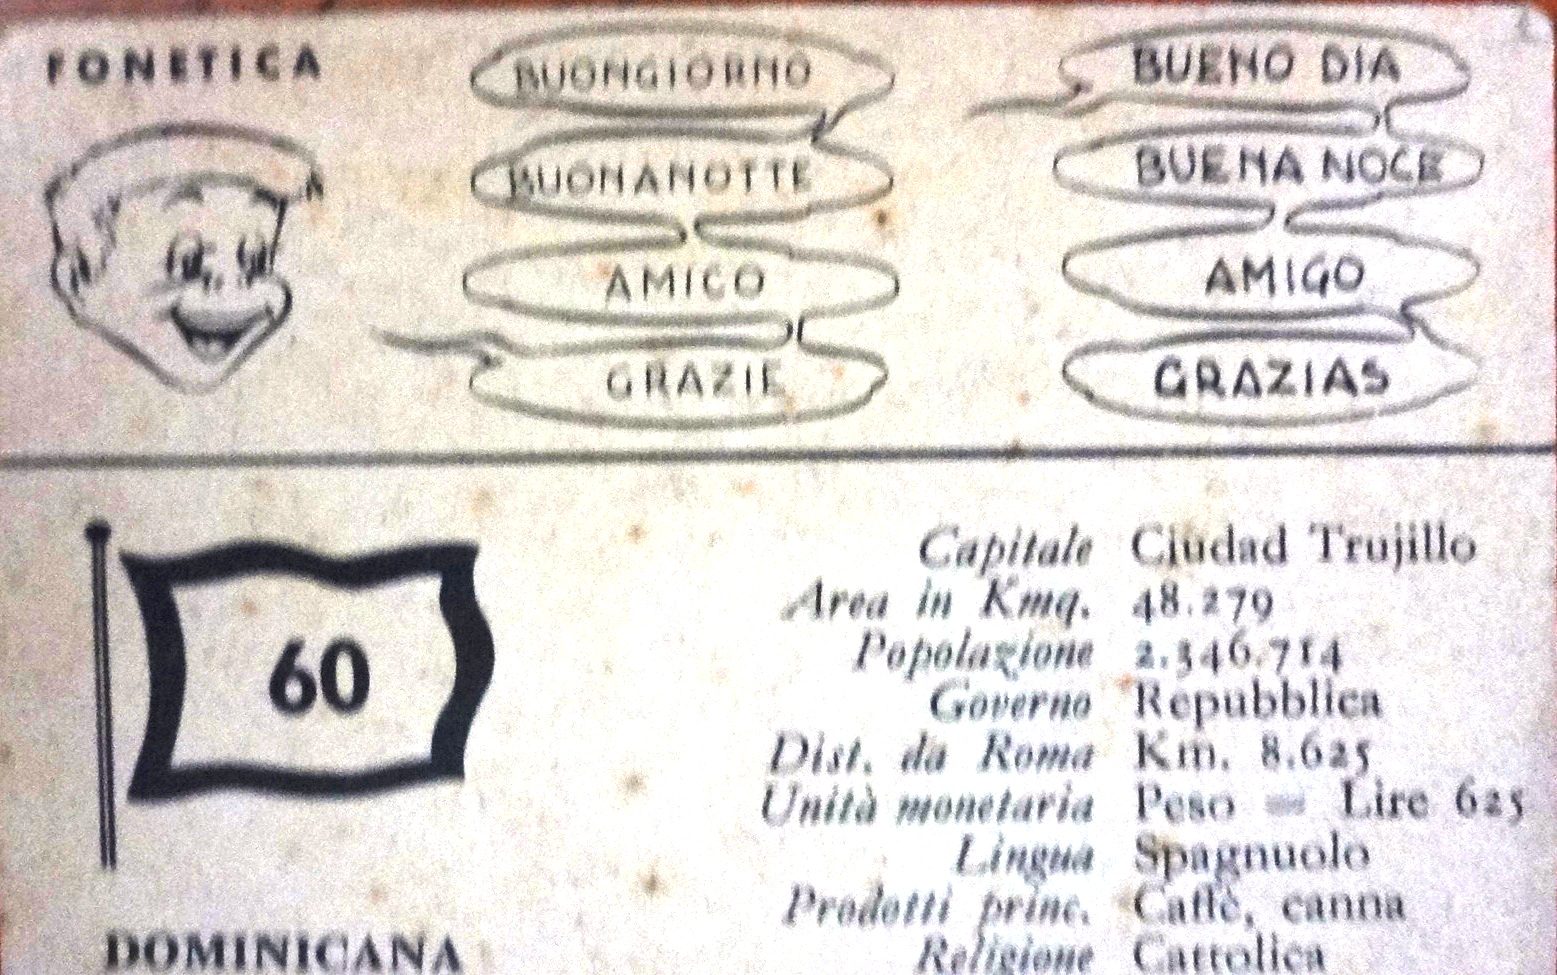 FONETICA
BUONGIORNO
BUENO DIA
BUONANOTTE
BUENA NOCE
AMICO
AMIGO
GRAZIE
GRAZIAS
60
DOMINICANA
Capitale Ciudad Trujillo
Area in Kmq. 48.279
Popolazione 2.346.714
Governo Repubblica
Dist. da Roma Km. 8.625
Unità monetaria Peso = Lire 625
Lingua Spagnuolo
Prodotti princ. Caffè, canna
Religione Cattolica